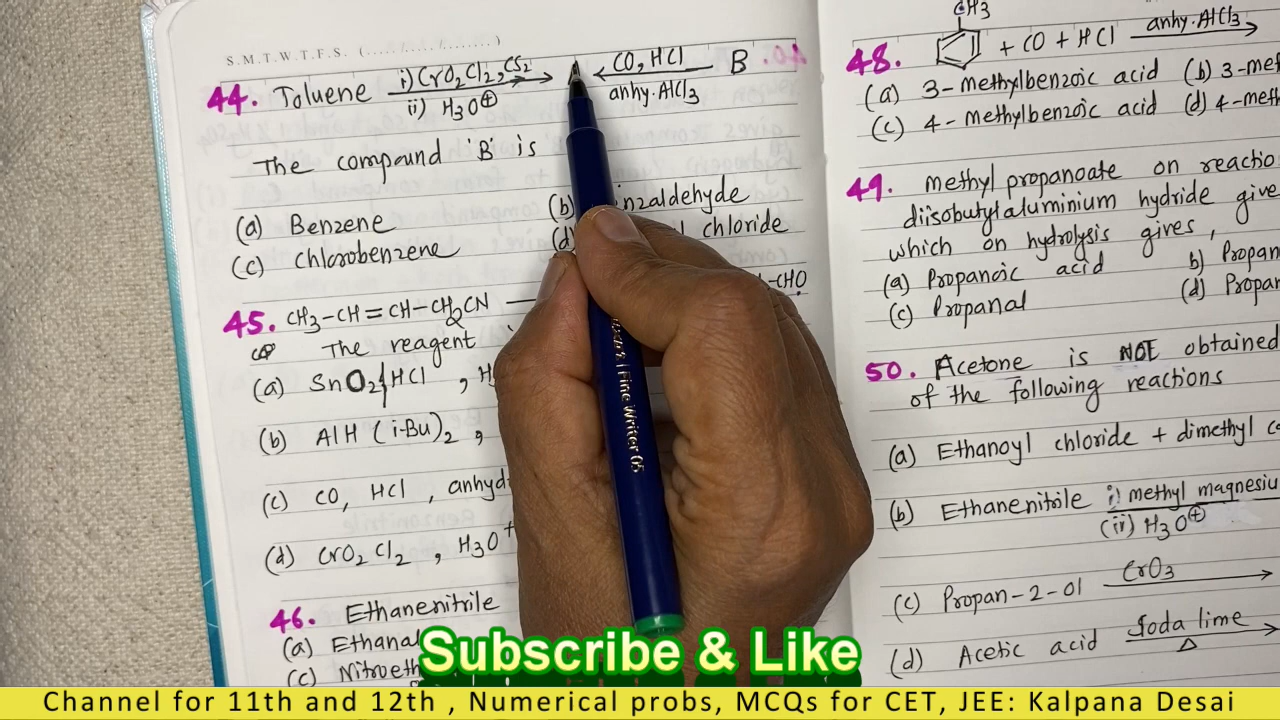 S.M.T.W.T.F.S. (..../..../.......)
44. Toluene i) CrO2Cl2, CS2 ii) H3O⊕ → A ← CO, HCl anhy. AlCl3 B
The compound 'B' is
(a) Benzene (b)
(c) chlorobenzene (d) chloride
45. CH3-CH=CH-CH2CN -CHO
The reagent
(a) SnO2/HCl , H
(b) AlH (i-Bu)2 ,
(c) CO, HCl , anhyd
(d) CrO2Cl2 , H3O+
46. Ethanenitrile
(a) Ethanal
(c) Nitroeth
48. CH3 + CO + HCl anhy. AlCl3 →
(a) 3-methylbenzoic acid (b) 3-met
(c) 4-methylbenzoic acid (d) 4-meth
49. Methyl propanoate on reactio
diisobutylaluminium hydride give
which on hydrolysis gives,
(a) Propanoic acid b) Propan
(c) Propanal (d) Propan
50. Acetone is NOT obtained
of the following reactions
(a) Ethanoyl chloride + dimethyl c
(b) Ethanenitrile i) methyl magnesiu (ii) H3O⊕
(c) Propan-2-ol CrO3 →
(d) Acetic acid Soda lime Δ →
Fine Writer 05
Subscribe & Like
Channel for 11th and 12th , Numerical probs, MCQs for CET, JEE: Kalpana Desai